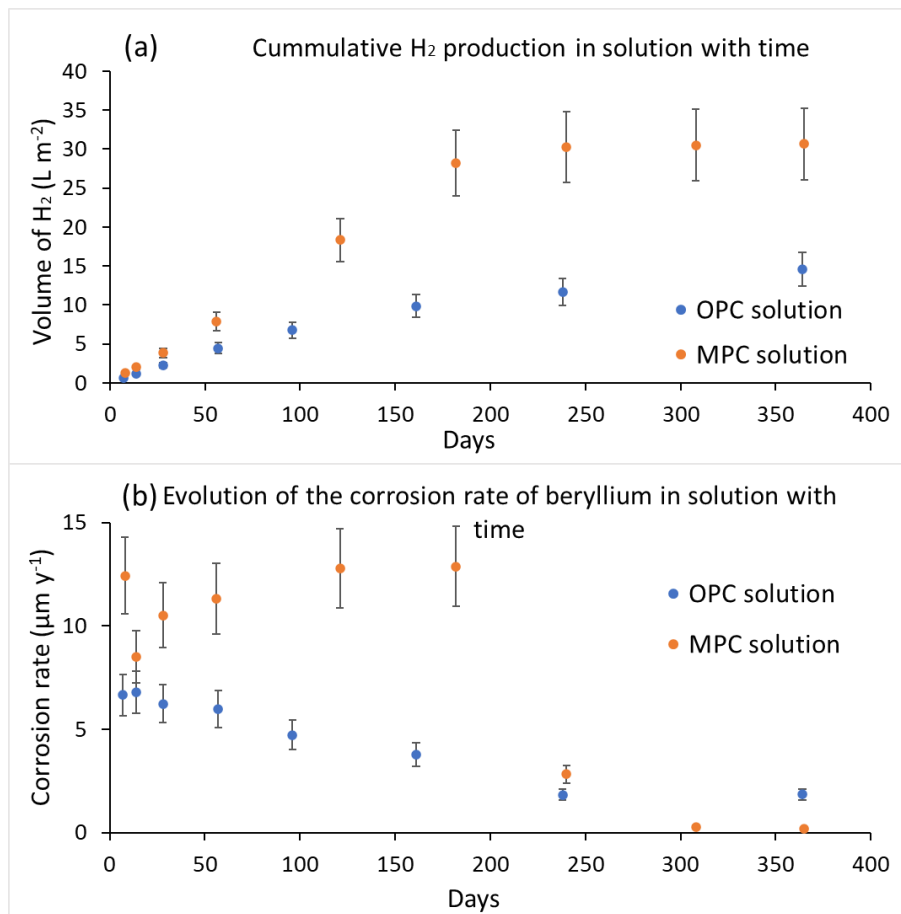 (a) Cummulative H₂ production in solution with time
40
35
30
25
20
15
10
5
0
Volume of H₂ (L m⁻²)
OPC solution
MPC solution
0 50 100 150 200 250 300 350 400
Days
(b) Evolution of the corrosion rate of beryllium in solution with
time
15
10
5
0
Corrosion rate (µm y⁻¹)
OPC solution
MPC solution
0 50 100 150 200 250 300 350 400
Days